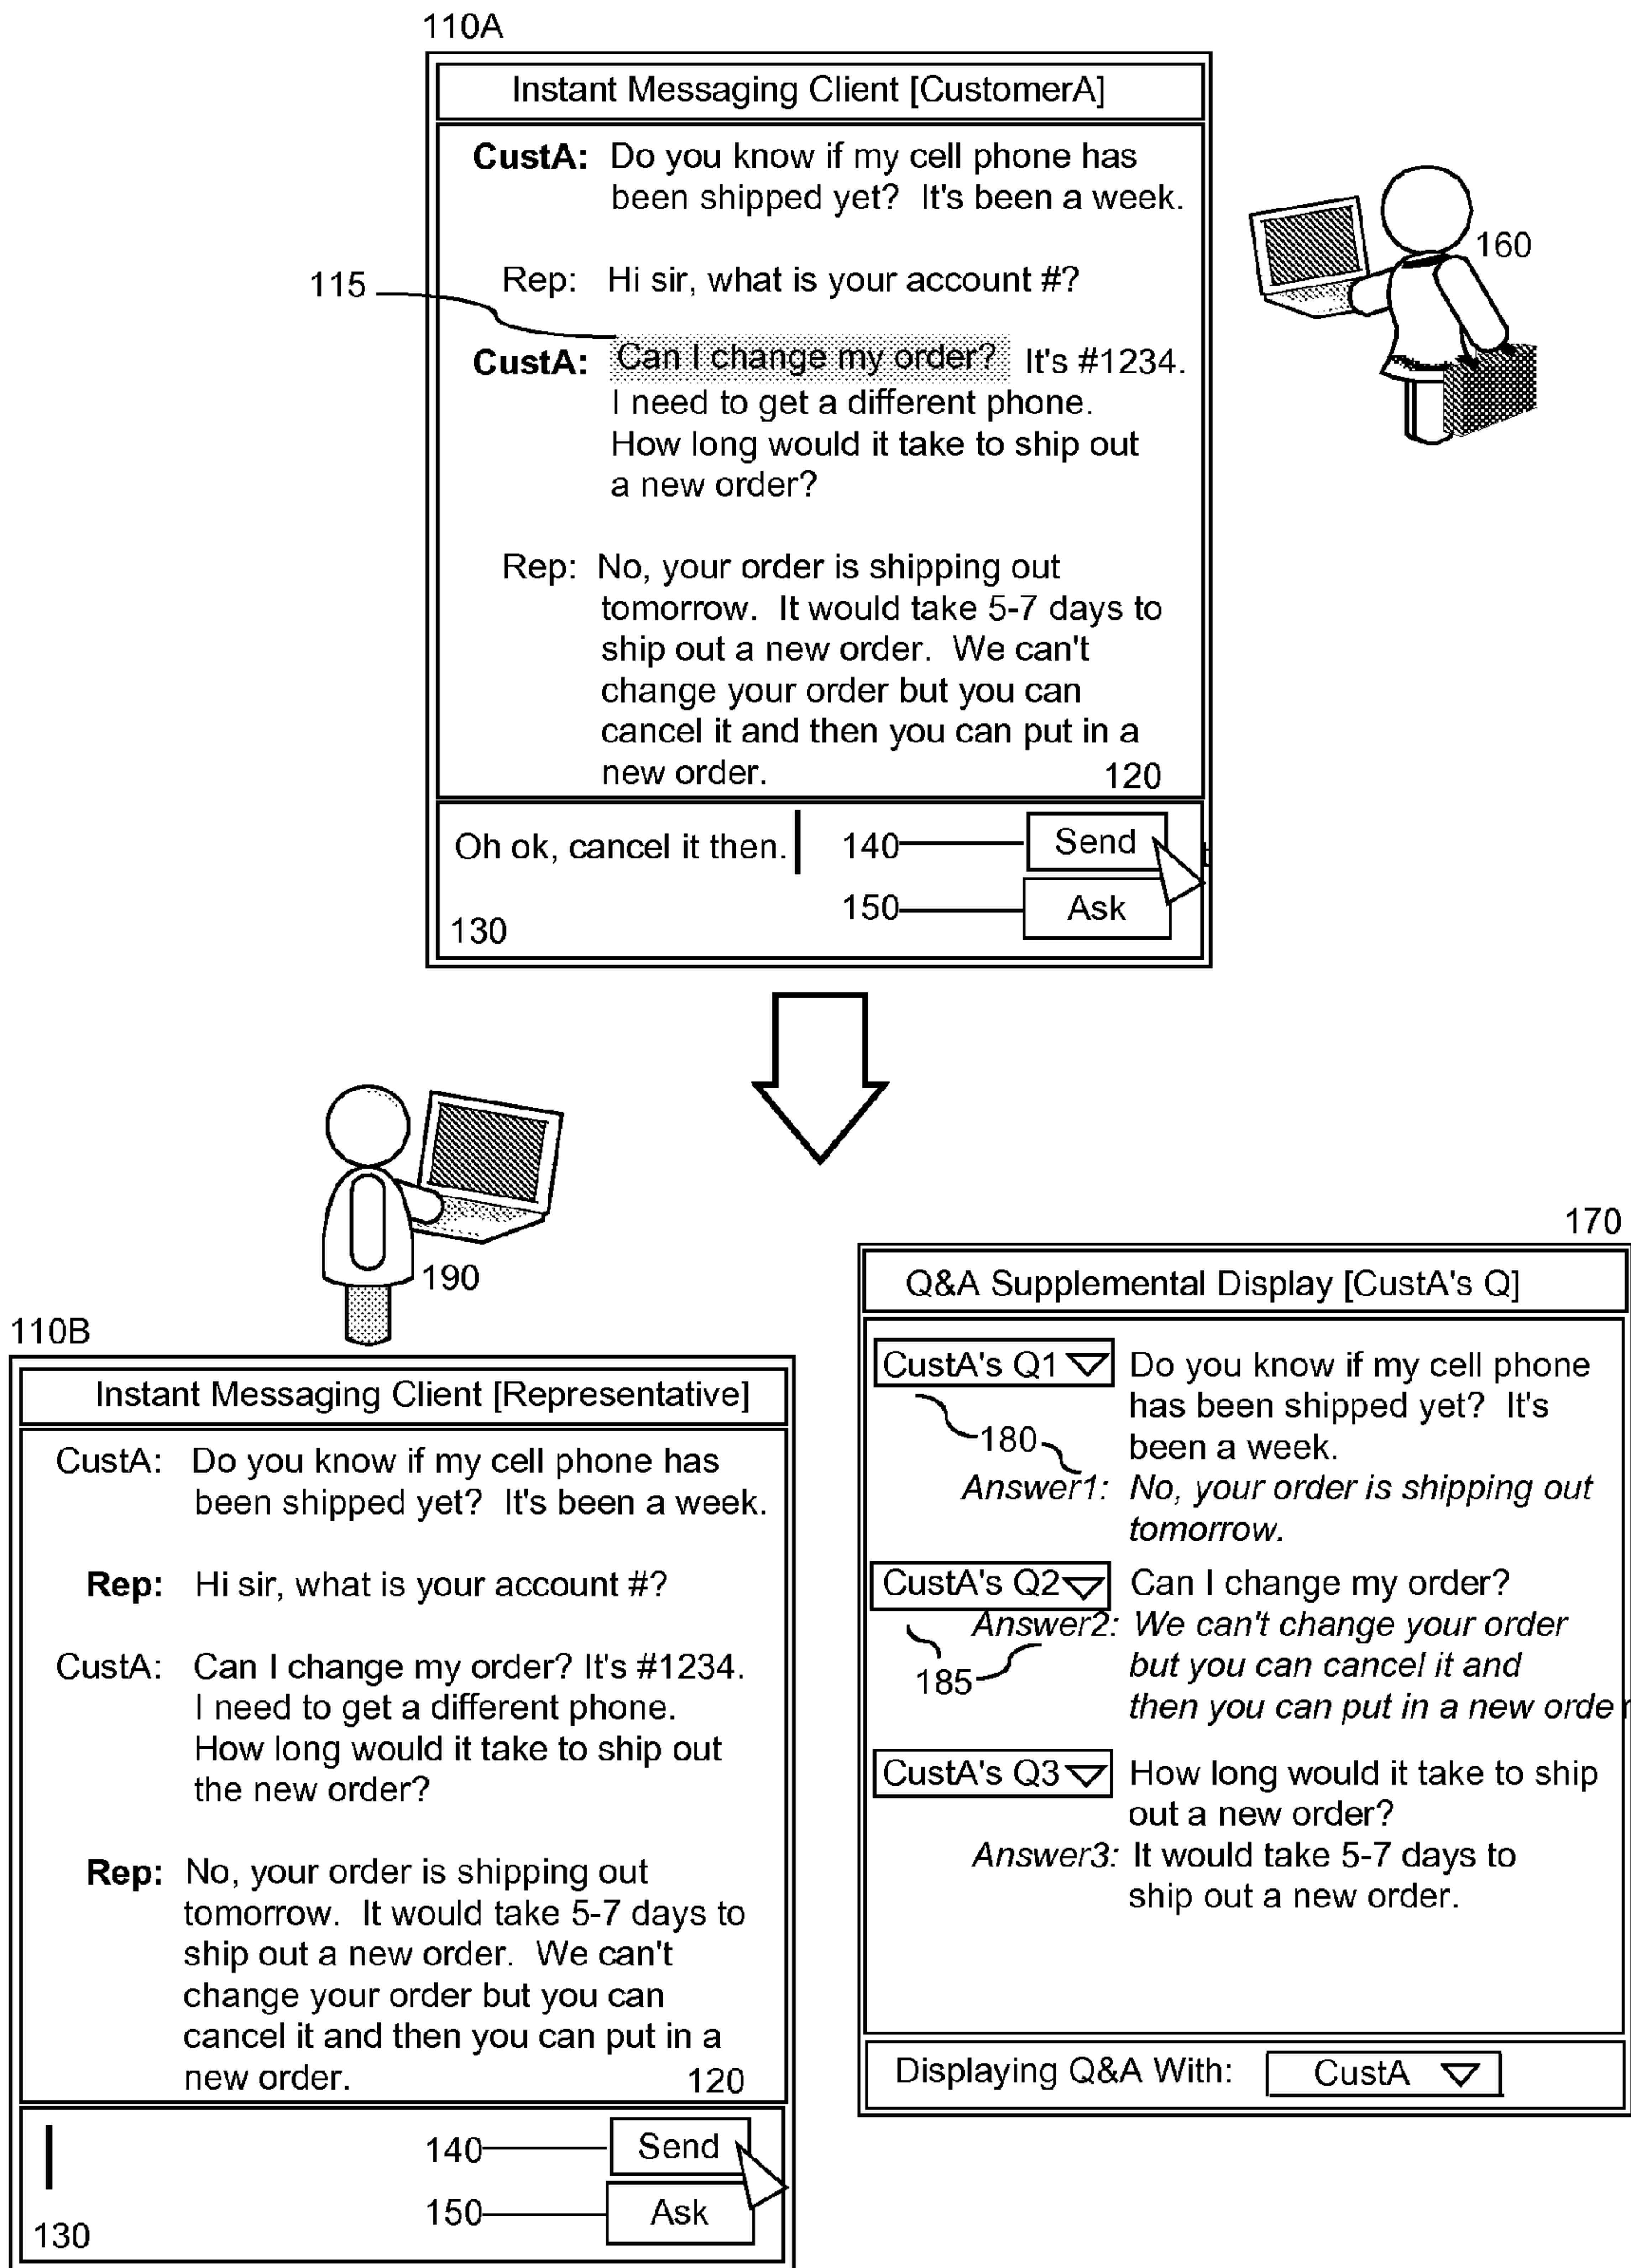 110A
Instant Messaging Client [CustomerA]
CustA: Do you know if my cell phone has
been shipped yet? It's been a week.
160
115
Rep: Hi sir, what is your account #?
CustA: Can I change my order? It's #1234.
I need to get a different phone.
How long would it take to ship out
a new order?
Rep: No, your order is shipping out
tomorrow. It would take 5-7 days to
ship out a new order. We can't
change your order but you can
cancel it and then you can put in a
new order. 120
Oh ok, cancel it then. 140 Send
150 Ask
130
190
110B
Instant Messaging Client [Representative]
CustA: Do you know if my cell phone has
been shipped yet? It's been a week.
Rep: Hi sir, what is your account #?
CustA: Can I change my order? It's #1234.
I need to get a different phone.
How long would it take to ship out
the new order?
Rep: No, your order is shipping out
tomorrow. It would take 5-7 days to
ship out a new order. We can't
change your order but you can
cancel it and then you can put in a
new order. 120
140 Send
150 Ask
130
170
Q&A Supplemental Display [CustA's Q]
CustA's Q1 Do you know if my cell phone
has been shipped yet? It's
180 been a week.
Answer1: No, your order is shipping out
tomorrow.
CustA's Q2 Can I change my order?
Answer2: We can't change your order
185 but you can cancel it and
then you can put in a new order
CustA's Q3 How long would it take to ship
out a new order?
Answer3: It would take 5-7 days to
ship out a new order.
Displaying Q&A With: CustA